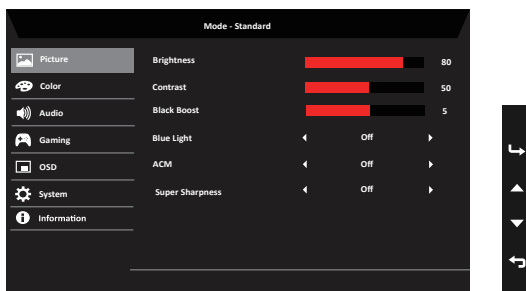 Mode - Standard
Picture
Brightness 80
Color
Contrast 50
Audio
Black Boost 5
Gaming
Blue Light Off
OSD
ACM Off
System
Super Sharpness Off
Information